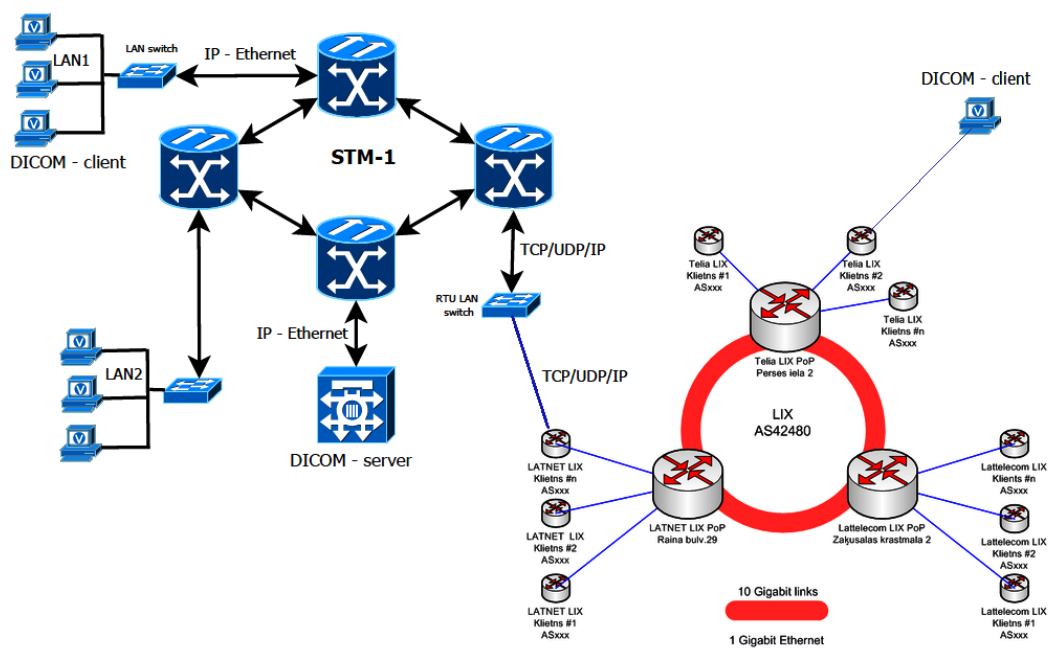 LAN1
LAN switch
IP - Ethernet
DICOM - client
STM-1
DICOM - client
TCP/UDP/IP
RTU LAN
switch
IP - Ethernet
LAN2
TCP/UDP/IP
DICOM - server
Telia LIX
Klietns #1
ASxxx
Telia LIX
Klietns #2
ASxxx
Telia LIX
Klietns #n
ASxxx
Telia LIX PoP
Perses iela 2
LIX
AS42480
LATNET LIX
Klietns #n
ASxxx
LATNET LIX
Klietns #2
ASxxx
LATNET LIX
Klietns #1
ASxxx
LATNET LIX PoP
Raina bulv.29
Lattelecom LIX PoP
Zaķusalas krastmala 2
Lattelecom LIX
Klients #n
ASxxx
Lattelecom LIX
Klietns #2
ASxxx
Lattelecom LIX
Klietns #1
ASxxx
10 Gigabit links
1 Gigabit Ethernet
V
V
V
V
V
V
V